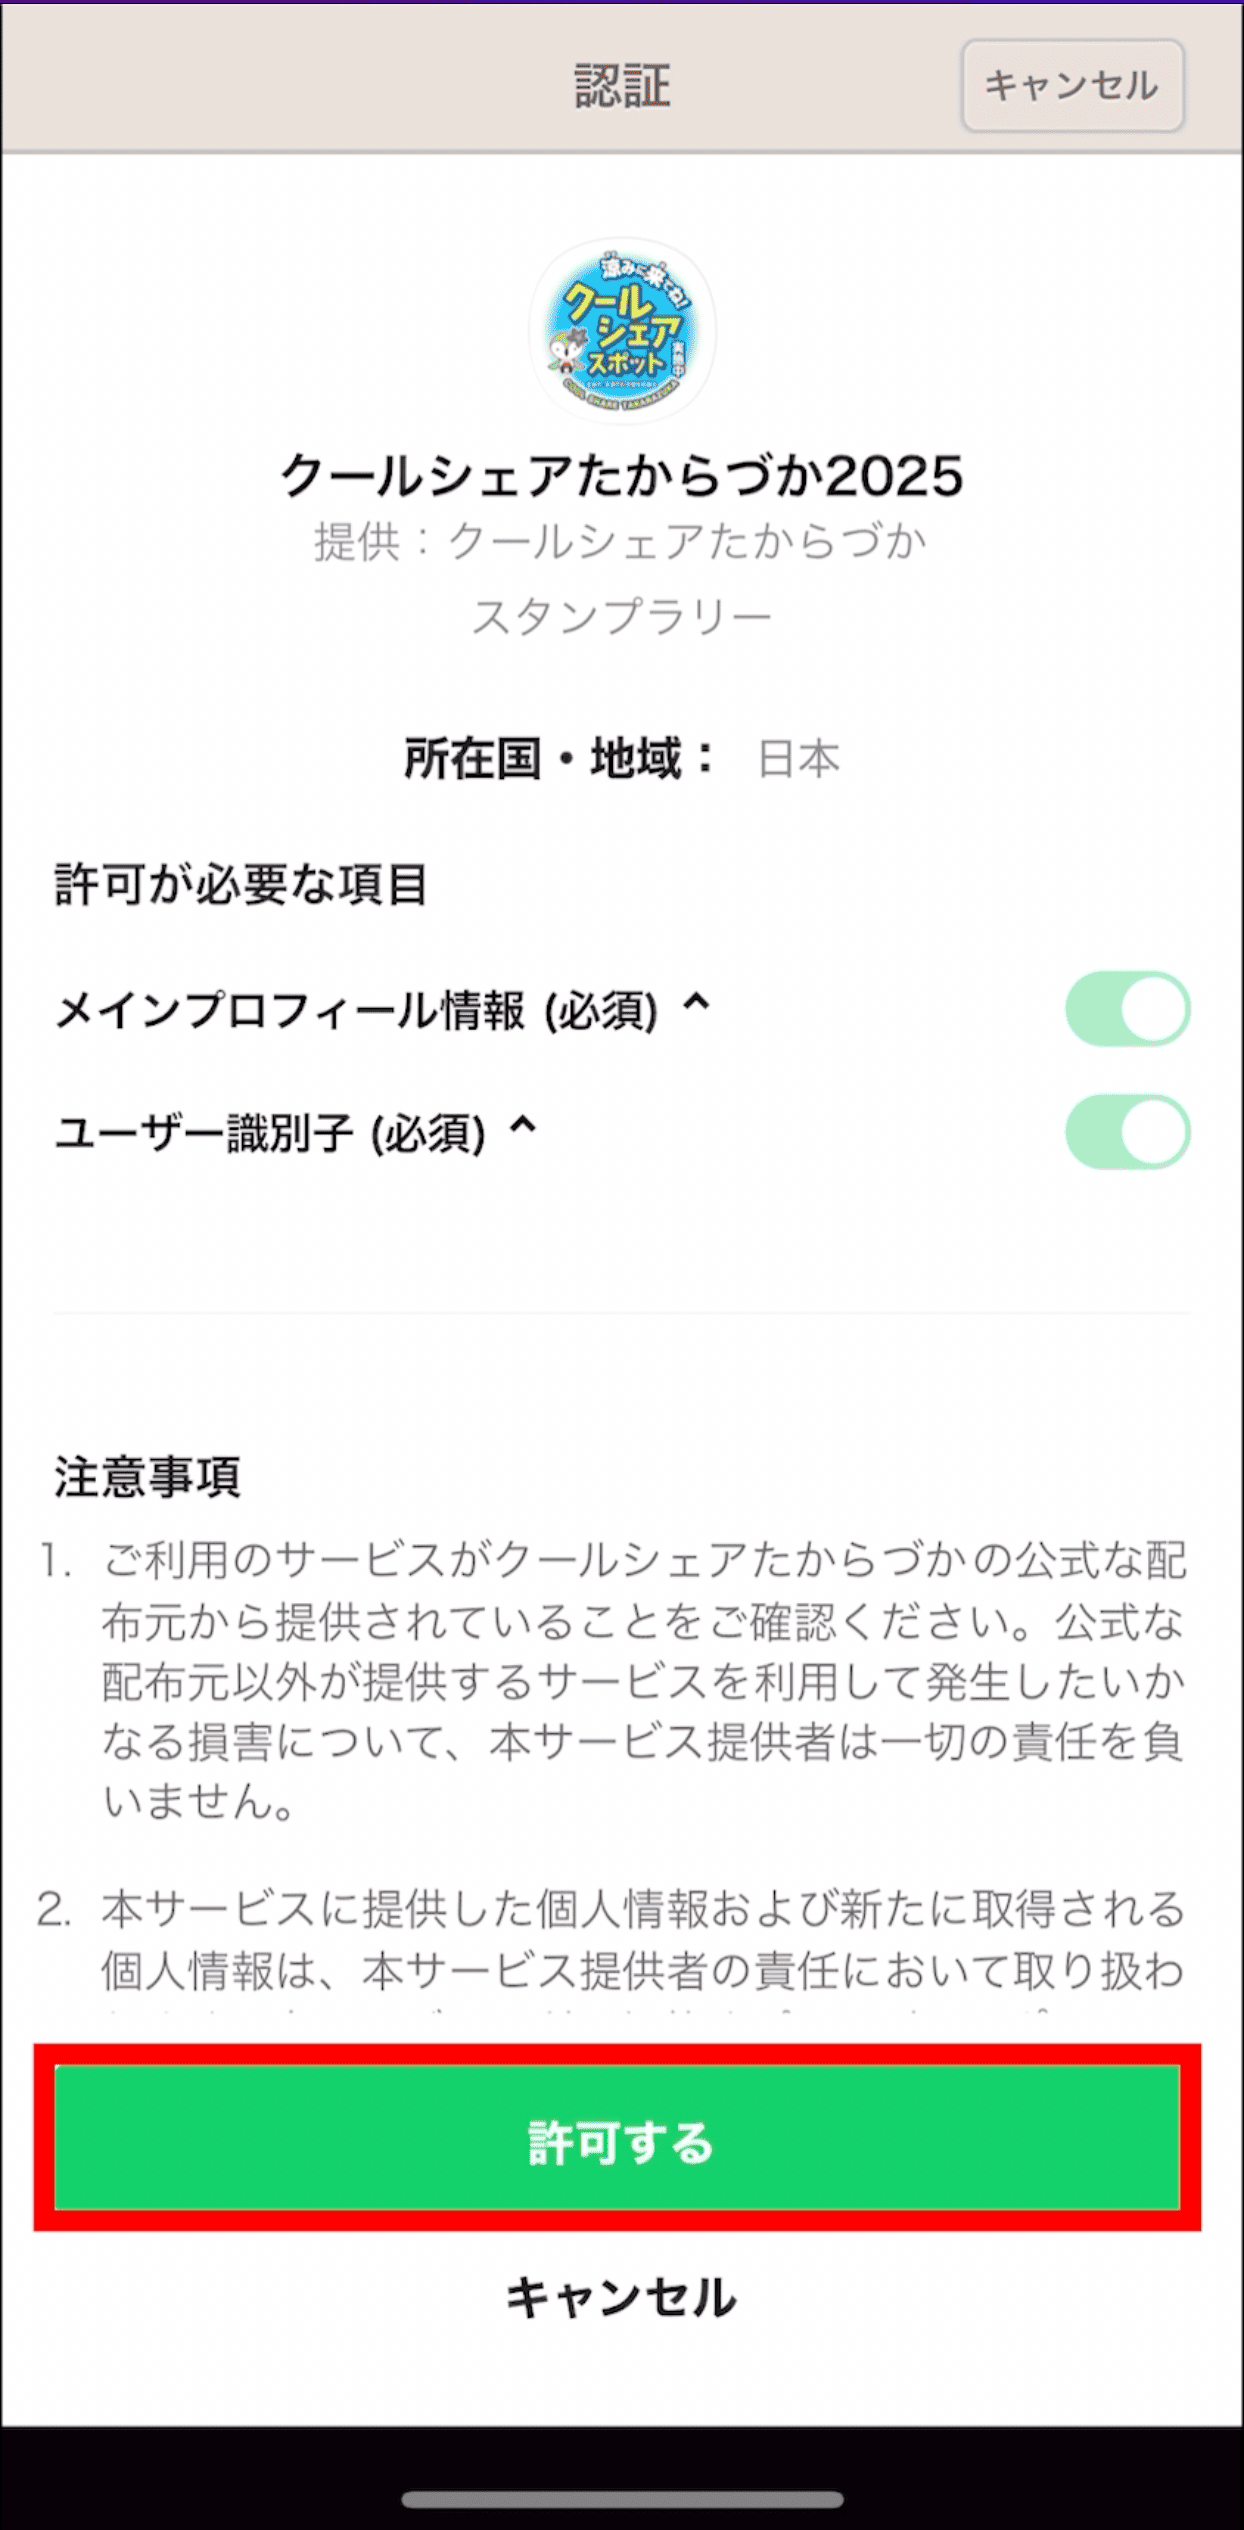 認証
キャンセル
涼みに来てね!
クール
シェア
スポット
実施中
COOL SHARE TAKARAZUKA
クールシェアたからづか2025
提供：クールシェアたからづか
スタンプラリー
所在国・地域： 日本
許可が必要な項目
メインプロフィール情報 (必須) ^
ユーザー識別子 (必須) ^
注意事項
1. ご利用のサービスがクールシェアたからづかの公式な配
布元から提供されていることをご確認ください。公式な
配布元以外が提供するサービスを利用して発生したいか
なる損害について、本サービス提供者は一切の責任を負
いません。
2. 本サービスに提供した個人情報および新たに取得される
個人情報は、本サービス提供者の責任において取り扱わ
許可する
キャンセル